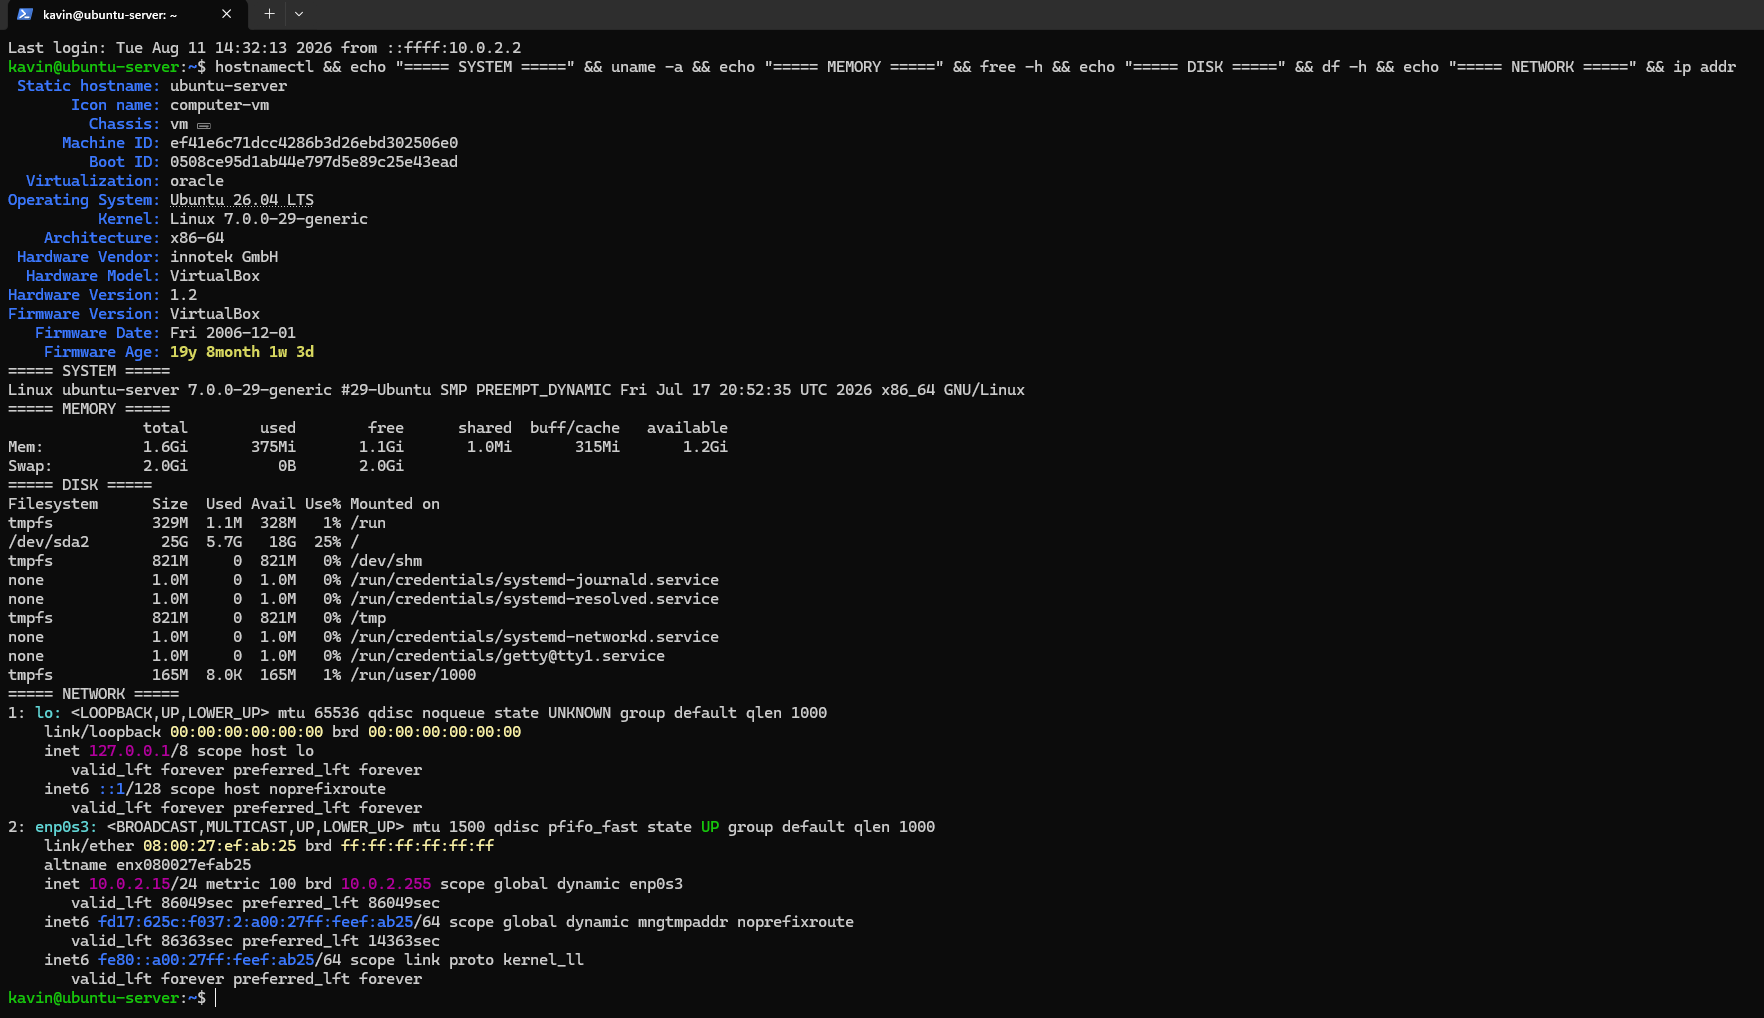 kavin@ubuntu-server: ~
Last login: Tue Aug 11 14:32:13 2026 from ::ffff:10.0.2.2
kavin@ubuntu-server:~$ hostnamectl && echo "===== SYSTEM =====" && uname -a && echo "===== MEMORY =====" && free -h && echo "===== DISK =====" && df -h && echo "===== NETWORK =====" && ip addr
 Static hostname: ubuntu-server
       Icon name: computer-vm
         Chassis: vm
      Machine ID: ef41e6c71dcc4286b3d26ebd302506e0
         Boot ID: 0508ce95d1ab44e797d5e89c25e43ead
  Virtualization: oracle
Operating System: Ubuntu 26.04 LTS
          Kernel: Linux 7.0.0-29-generic
    Architecture: x86-64
 Hardware Vendor: innotek GmbH
  Hardware Model: VirtualBox
Hardware Version: 1.2
Firmware Version: VirtualBox
   Firmware Date: Fri 2006-12-01
    Firmware Age: 19y 8month 1w 3d
===== SYSTEM =====
Linux ubuntu-server 7.0.0-29-generic #29-Ubuntu SMP PREEMPT_DYNAMIC Fri Jul 17 20:52:35 UTC 2026 x86_64 GNU/Linux
===== MEMORY =====
               total        used        free      shared  buff/cache   available
Mem:           1.6Gi       375Mi       1.1Gi       1.0Mi       315Mi       1.2Gi
Swap:          2.0Gi          0B       2.0Gi
===== DISK =====
Filesystem      Size  Used Avail Use% Mounted on
tmpfs           329M  1.1M  328M   1% /run
/dev/sda2        25G  5.7G   18G  25% /
tmpfs           821M     0  821M   0% /dev/shm
none            1.0M     0  1.0M   0% /run/credentials/systemd-journald.service
none            1.0M     0  1.0M   0% /run/credentials/systemd-resolved.service
tmpfs           821M     0  821M   0% /tmp
none            1.0M     0  1.0M   0% /run/credentials/systemd-networkd.service
none            1.0M     0  1.0M   0% /run/credentials/getty@tty1.service
tmpfs           165M  8.0K  165M   1% /run/user/1000
===== NETWORK =====
1: lo: <LOOPBACK,UP,LOWER_UP> mtu 65536 qdisc noqueue state UNKNOWN group default qlen 1000
    link/loopback 00:00:00:00:00:00 brd 00:00:00:00:00:00
    inet 127.0.0.1/8 scope host lo
       valid_lft forever preferred_lft forever
    inet6 ::1/128 scope host noprefixroute
       valid_lft forever preferred_lft forever
2: enp0s3: <BROADCAST,MULTICAST,UP,LOWER_UP> mtu 1500 qdisc pfifo_fast state UP group default qlen 1000
    link/ether 08:00:27:ef:ab:25 brd ff:ff:ff:ff:ff:ff
    altname enx080027efab25
    inet 10.0.2.15/24 metric 100 brd 10.0.2.255 scope global dynamic enp0s3
       valid_lft 86049sec preferred_lft 86049sec
    inet6 fd17:625c:f037:2:a00:27ff:feef:ab25/64 scope global dynamic mngtmpaddr noprefixroute
       valid_lft 86363sec preferred_lft 14363sec
    inet6 fe80::a00:27ff:feef:ab25/64 scope link proto kernel_ll
       valid_lft forever preferred_lft forever
kavin@ubuntu-server:~$